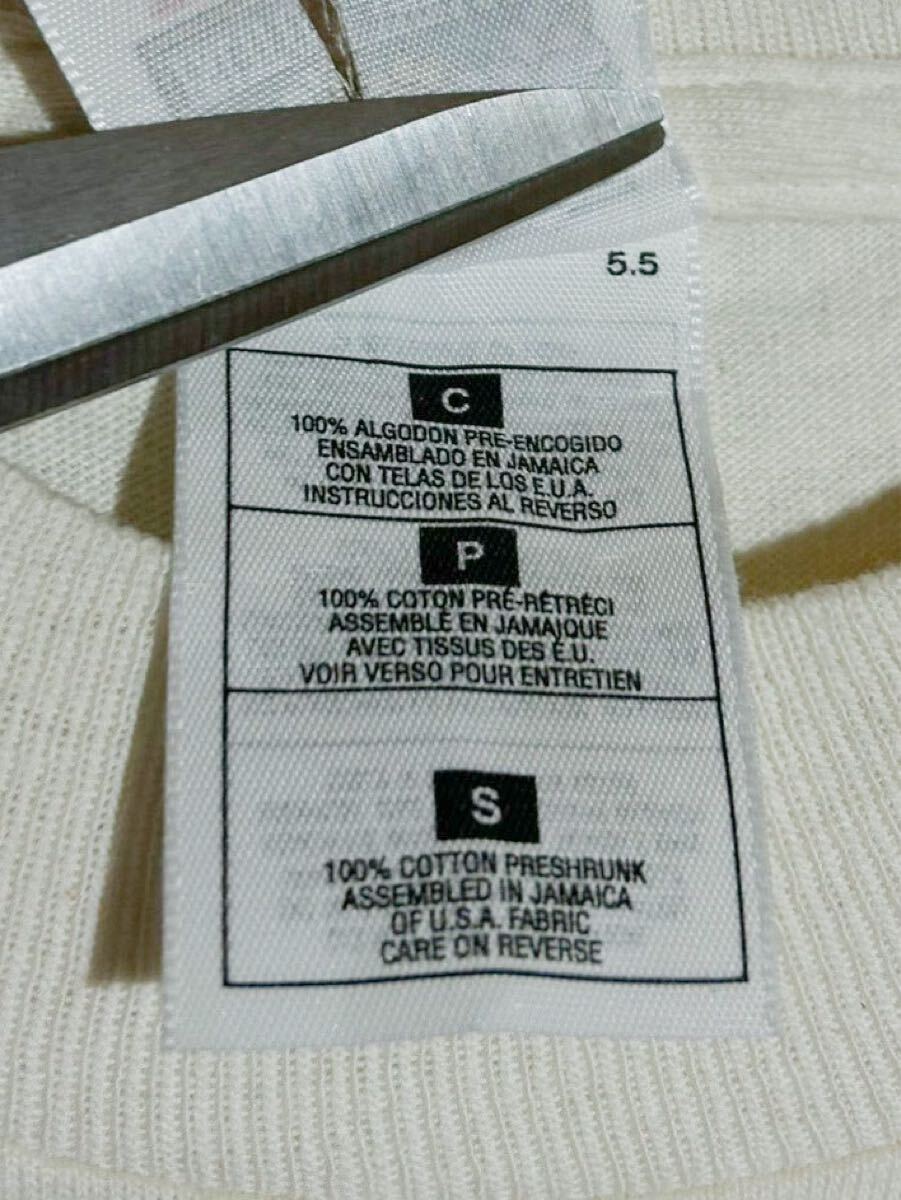 5.5
C
100% ALGODON PRE-ENCOGIDO
ENSAMBLADO EN JAMAICA
CON TELAS DE LOS E.U.A.
INSTRUCCIONES AL REVERSO
P
100% COTON PRÉ-RÉTRÉCI
ASSEMBLÉ EN JAMAÏQUE
AVEC TISSUS DES É.U.
VOIR VERSO POUR ENTRETIEN
S
100% COTTON PRESHRUNK
ASSEMBLED IN JAMAICA
OF U.S.A. FABRIC
CARE ON REVERSE